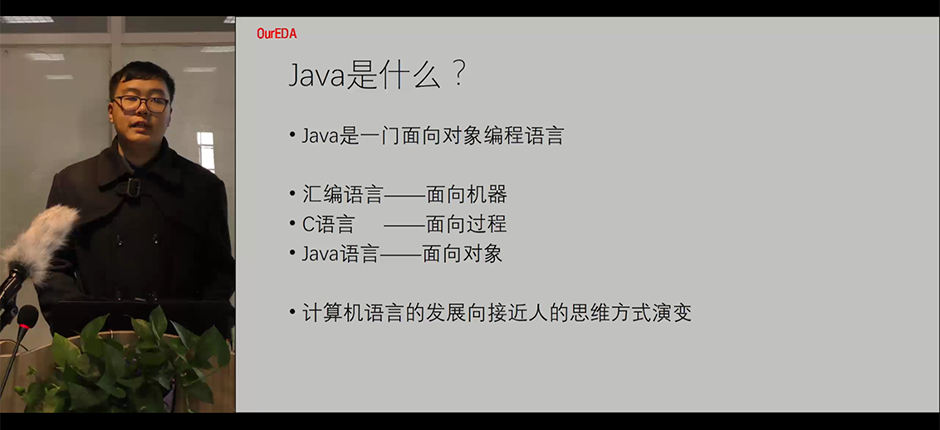 OurEDA
Java是什么？
• Java是一门面向对象编程语言
• 汇编语言——面向机器
• C语言 ——面向过程
• Java语言——面向对象
• 计算机语言的发展向接近人的思维方式演变